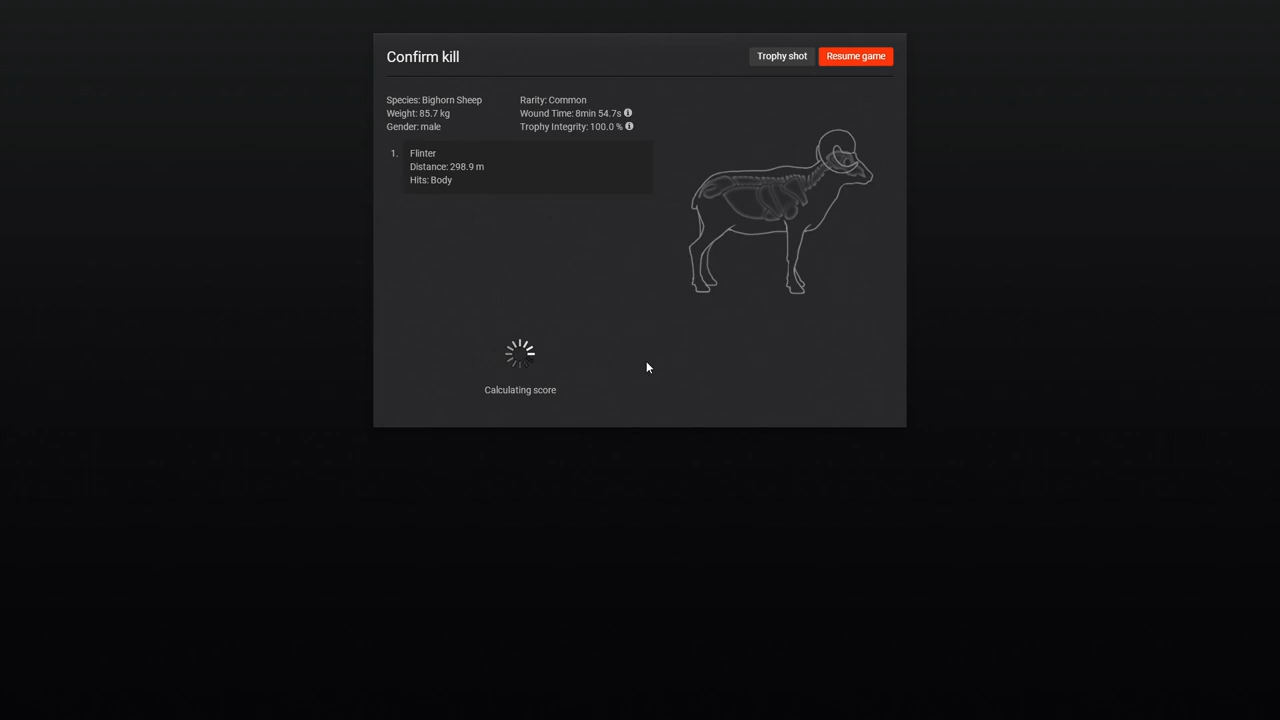 Confirm kill
Trophy shot
Resume game
Species: Bighorn Sheep
Weight: 85.7 kg
Gender: male
Rarity: Common
Wound Time: 8min 54.7s
Trophy Integrity: 100.0 %
1. Flinter
Distance: 298.9 m
Hits: Body
Calculating score